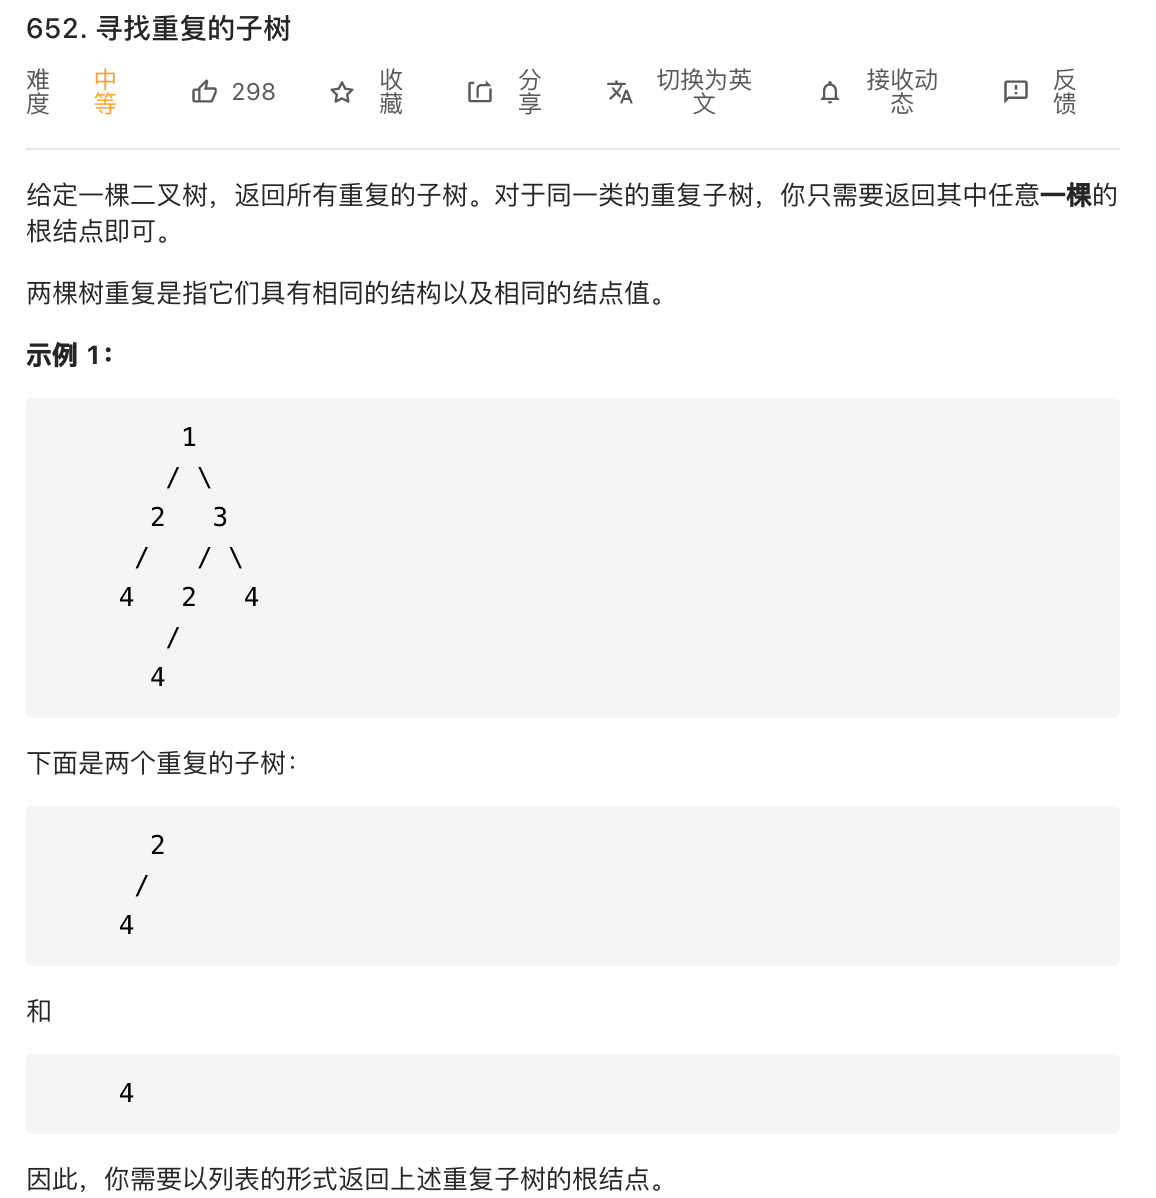 652. 寻找重复的子树
难度 中等 298 收藏 分享 切换为英文 接收动态 反馈
给定一棵二叉树，返回所有重复的子树。对于同一类的重复子树，你只需要返回其中任意一棵的
根结点即可。
两棵树重复是指它们具有相同的结构以及相同的结点值。
示例 1：
1
/ \
2 3
/ / \
4 2 4
/
4
下面是两个重复的子树：
2
/
4
和
4
因此，你需要以列表的形式返回上述重复子树的根结点。